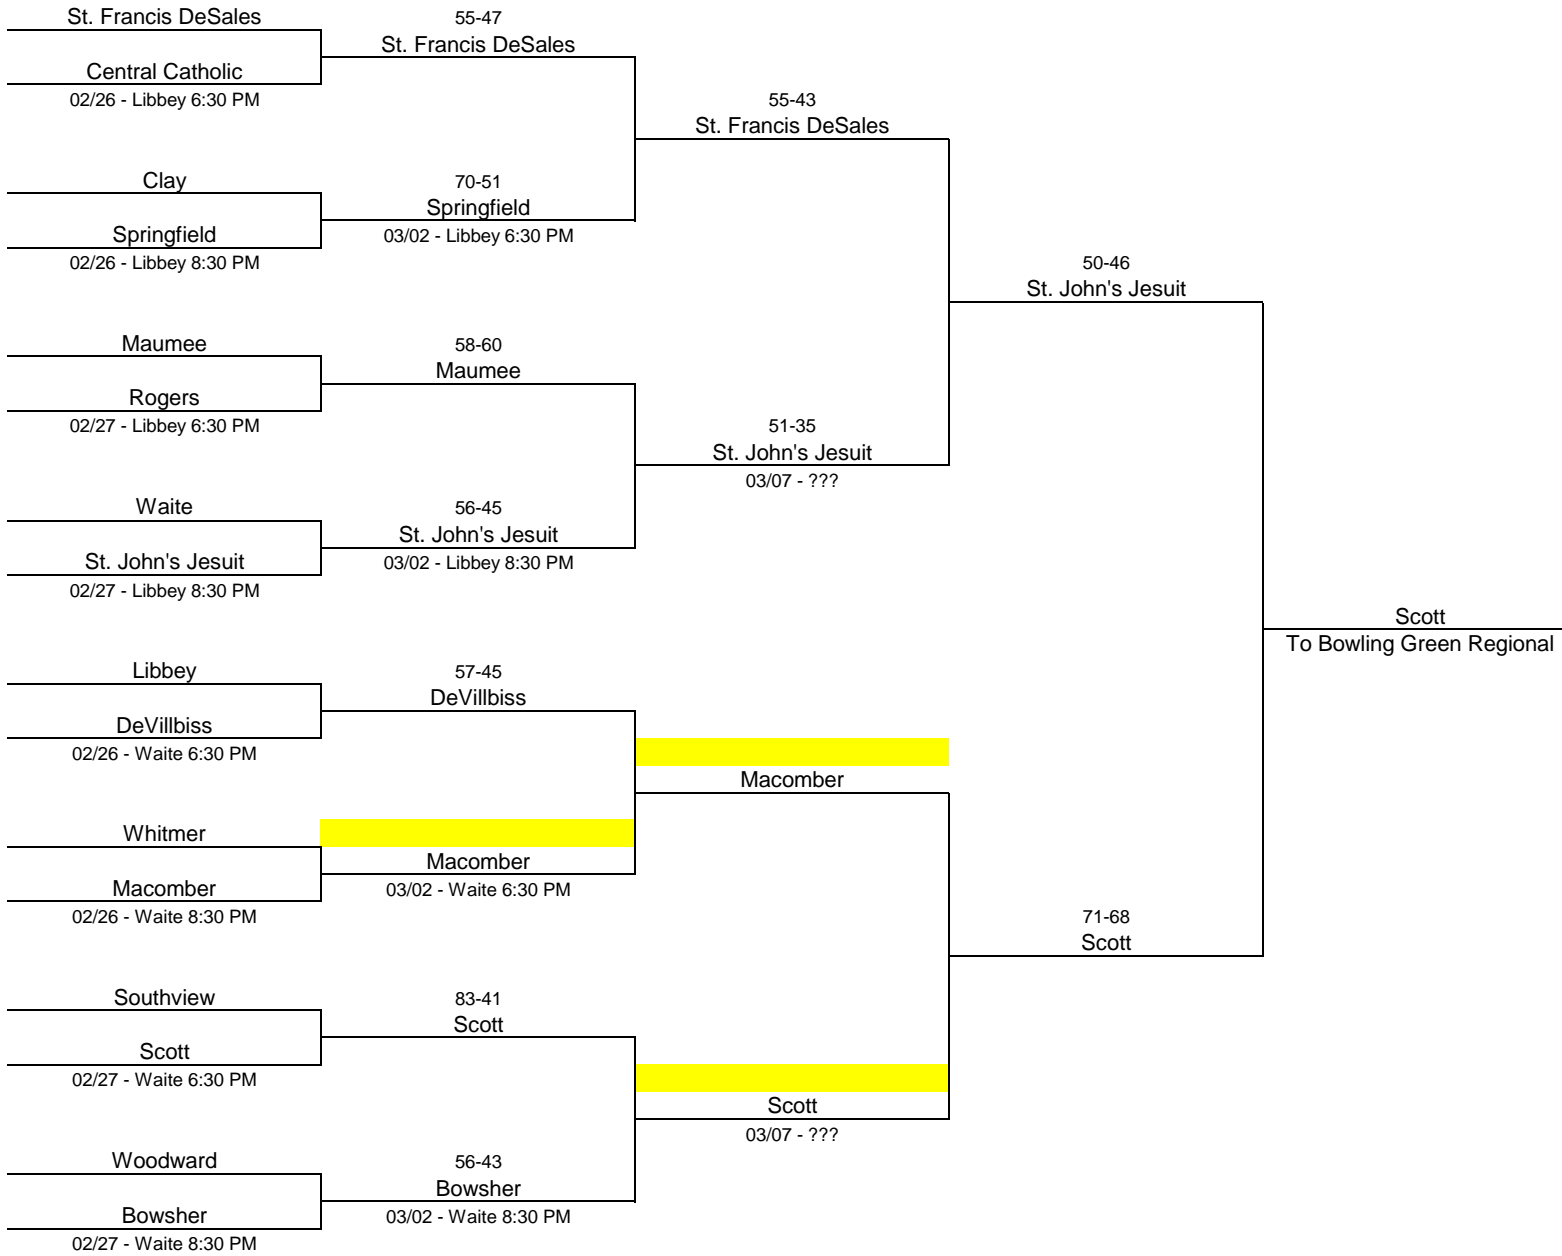 St. Francis DeSales
Central Catholic
02/26 - Libbey 6:30 PM
Clay
Springfield
02/26 - Libbey 8:30 PM
Maumee
Rogers
02/27 - Libbey 6:30 PM
Waite
St. John's Jesuit
02/27 - Libbey 8:30 PM
Libbey
DeVillbiss
02/26 - Waite 6:30 PM
Whitmer
Macomber
02/26 - Waite 8:30 PM
Southview
Scott
02/27 - Waite 6:30 PM
Woodward
Bowsher
02/27 - Waite 8:30 PM
55-47
St. Francis DeSales
70-51
Springfield
03/02 - Libbey 6:30 PM
58-60
Maumee
56-45
St. John's Jesuit
03/02 - Libbey 8:30 PM
57-45
DeVillbiss
Macomber
03/02 - Waite 6:30 PM
83-41
Scott
56-43
Bowsher
03/02 - Waite 8:30 PM
55-43
St. Francis DeSales
51-35
St. John's Jesuit
03/07 - ???
Macomber
Scott
03/07 - ???
50-46
St. John's Jesuit
71-68
Scott
Scott
To Bowling Green Regional